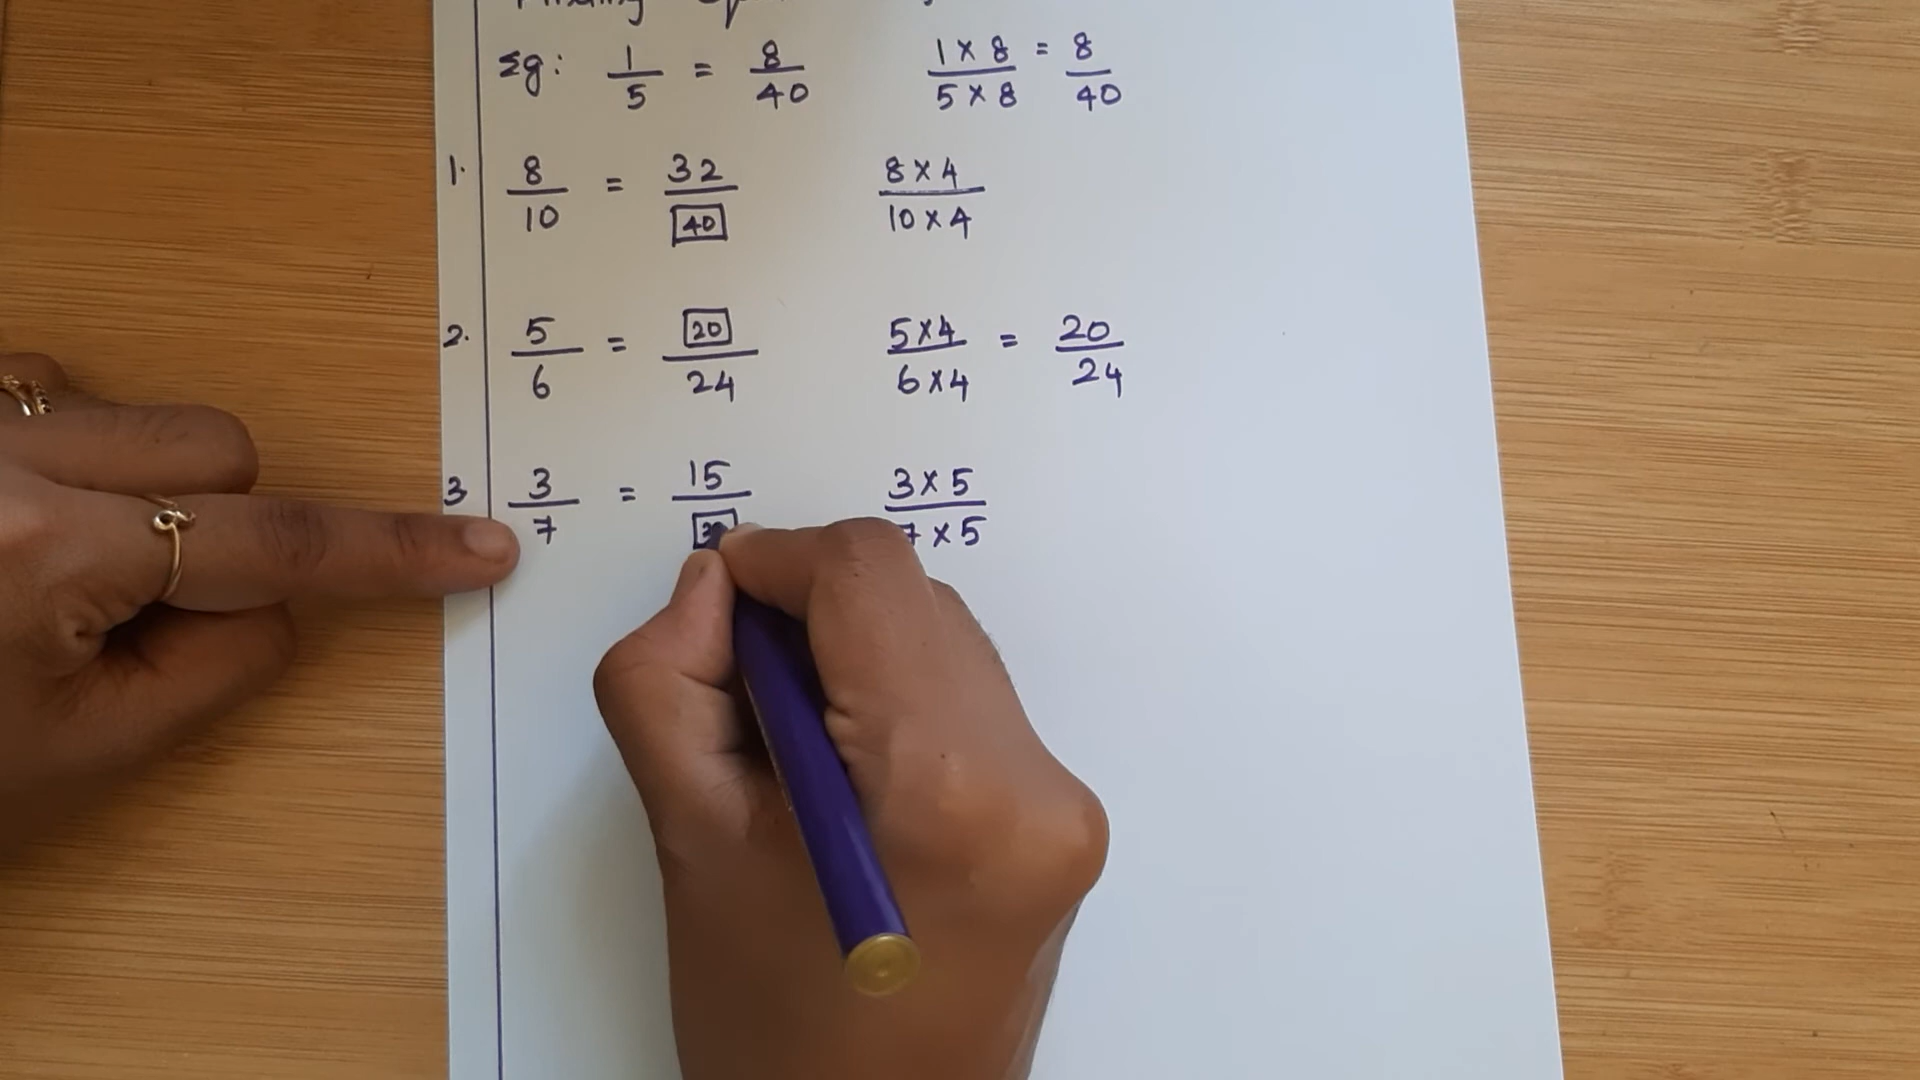 Eg: 1/5 = 8/40 1 × 8 / 5 × 8 = 8/40
1. 8/10 = 32/40 8 × 4 / 10 × 4
2. 5/6 = 20/24 5 × 4 / 6 × 4 = 20/24
3 3/7 = 15/ 3 × 5 / 7 × 5